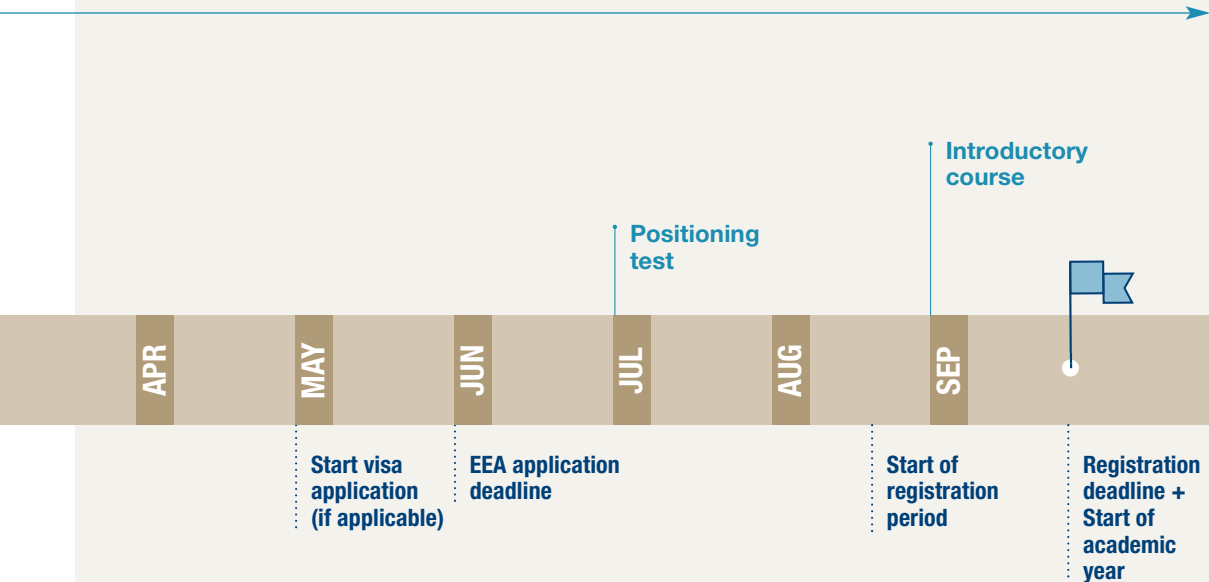 Introductory
course
Positioning
test
APR
MAY
JUN
JUL
AUG
SEP
Start visa
application
(if applicable)
EEA application
deadline
Start of
registration
period
Registration
deadline +
Start of
academic
year